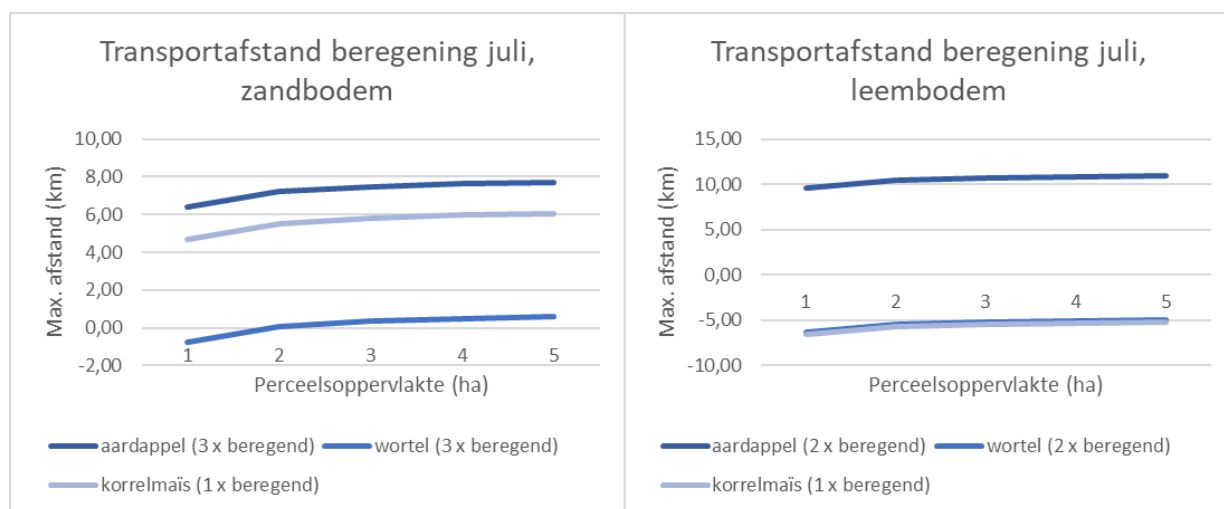 Transportafstand beregening juli,
zandbodem
Max. afstand (km)
10,00
8,00
6,00
4,00
2,00
0,00
-2,00
1 2 3 4 5
Perceelsoppervlakte (ha)
aardappel (3 x beregend) wortel (3 x beregend)
korrelmaïs (1 x beregend)
Transportafstand beregening juli,
leembodem
Max. afstand (km)
15,00
10,00
5,00
0,00
-5,00
-10,00
1 2 3 4 5
Perceelsoppervlakte (ha)
aardappel (2 x beregend) wortel (2 x beregend)
korrelmaïs (1 x beregend)